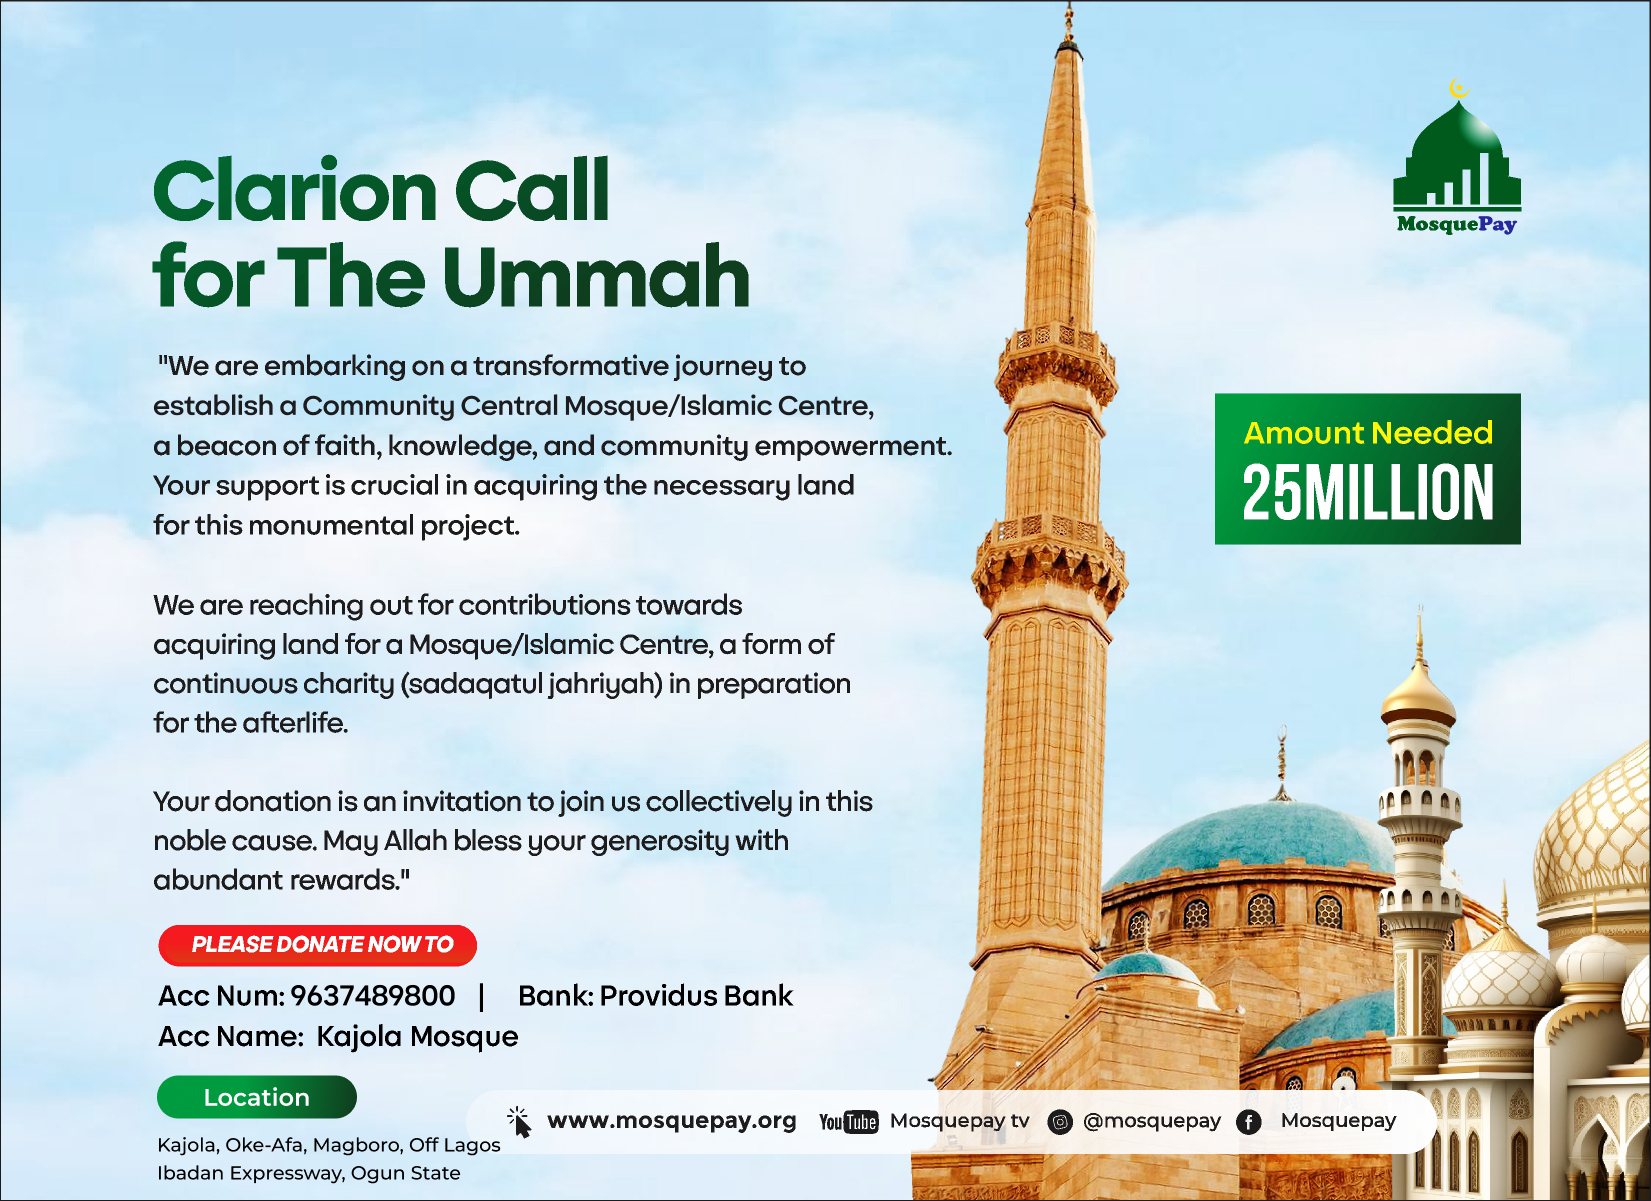 MosquePay
Clarion Call
for The Ummah
"We are embarking on a transformative journey to
establish a Community Central Mosque/Islamic Centre,
a beacon of faith, knowledge, and community empowerment.
Your support is crucial in acquiring the necessary land
for this monumental project.
Amount Needed
25MILLION
We are reaching out for contributions towards
acquiring land for a Mosque/Islamic Centre, a form of
continuous charity (sadaqatul jahriyah) in preparation
for the afterlife.
Your donation is an invitation to join us collectively in this
noble cause. May Allah bless your generosity with
abundant rewards."
PLEASE DONATE NOW TO
Acc Num: 9637489800 | Bank: Providus Bank
Acc Name: Kajola Mosque
Location
Kajola, Oke-Afa, Magboro, Off Lagos
Ibadan Expressway, Ogun State
www.mosquepay.org YouTube Mosquepay tv @mosquepay f Mosquepay